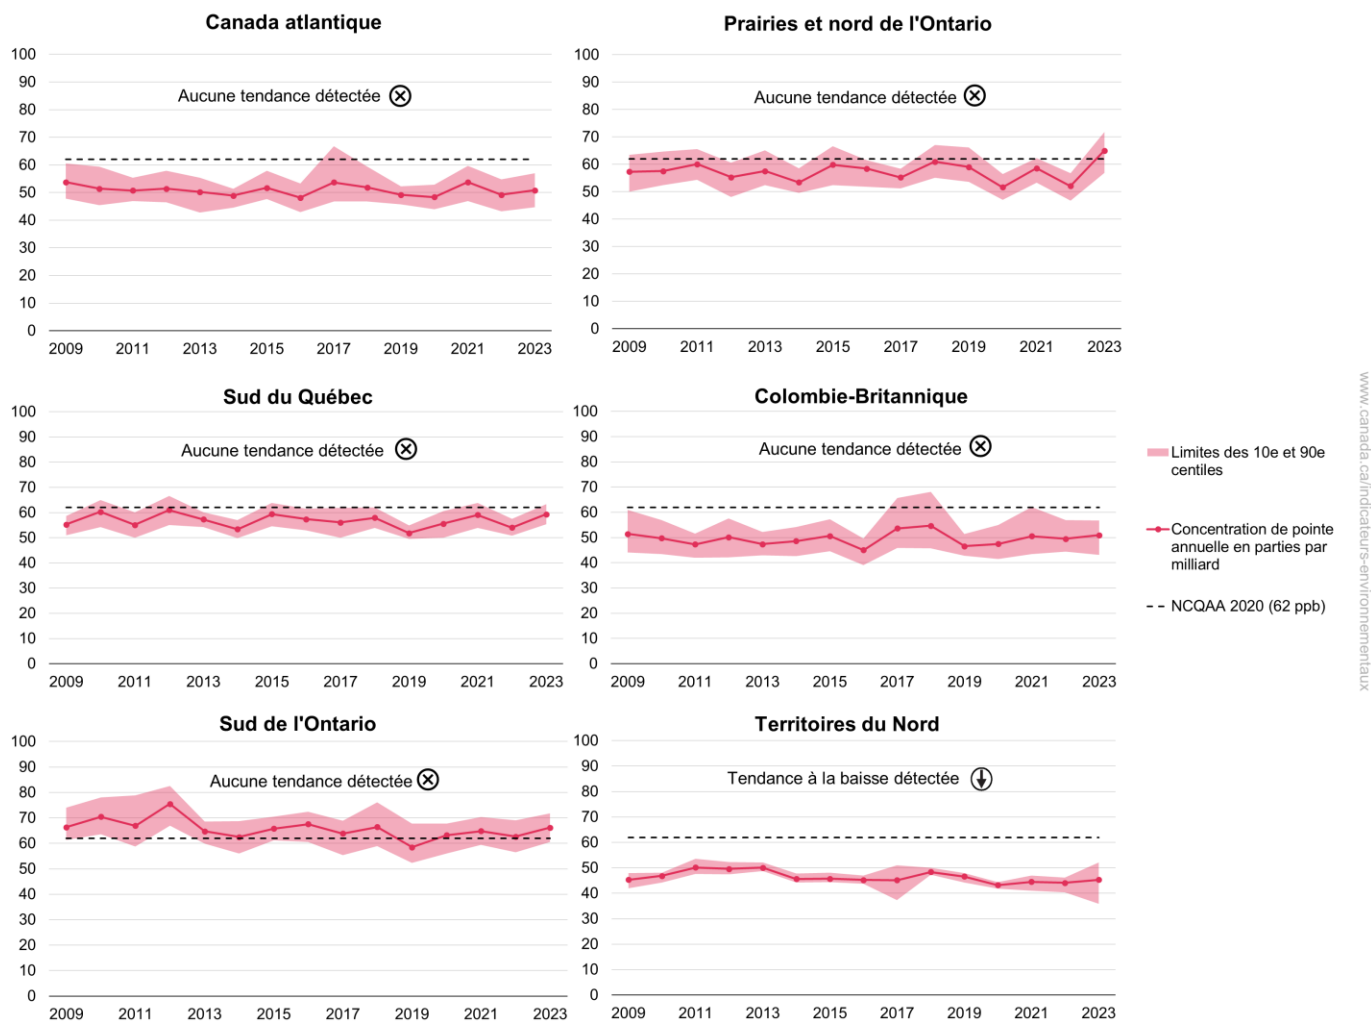 Canada atlantique
100
90
80
70
60
50
40
30
20
10
0
Aucune tendance détectée
2009 2011 2013 2015 2017 2019 2021 2023
Prairies et nord de l'Ontario
100
90
80
70
60
50
40
30
20
10
0
Aucune tendance détectée
2009 2011 2013 2015 2017 2019 2021 2023
Sud du Québec
100
90
80
70
60
50
40
30
20
10
0
Aucune tendance détectée
2009 2011 2013 2015 2017 2019 2021 2023
Colombie-Britannique
100
90
80
70
60
50
40
30
20
10
0
Aucune tendance détectée
2009 2011 2013 2015 2017 2019 2021 2023
Sud de l'Ontario
100
90
80
70
60
50
40
30
20
10
0
Aucune tendance détectée
2009 2011 2013 2015 2017 2019 2021 2023
Territoires du Nord
100
90
80
70
60
50
40
30
20
10
0
Tendance à la baisse détectée
2009 2011 2013 2015 2017 2019 2021 2023
Limites des 10e et 90e
centiles
Concentration de pointe
annuelle en parties par
milliard
NCQAA 2020 (62 ppb)
www.canada.ca/indicateurs-environnementaux